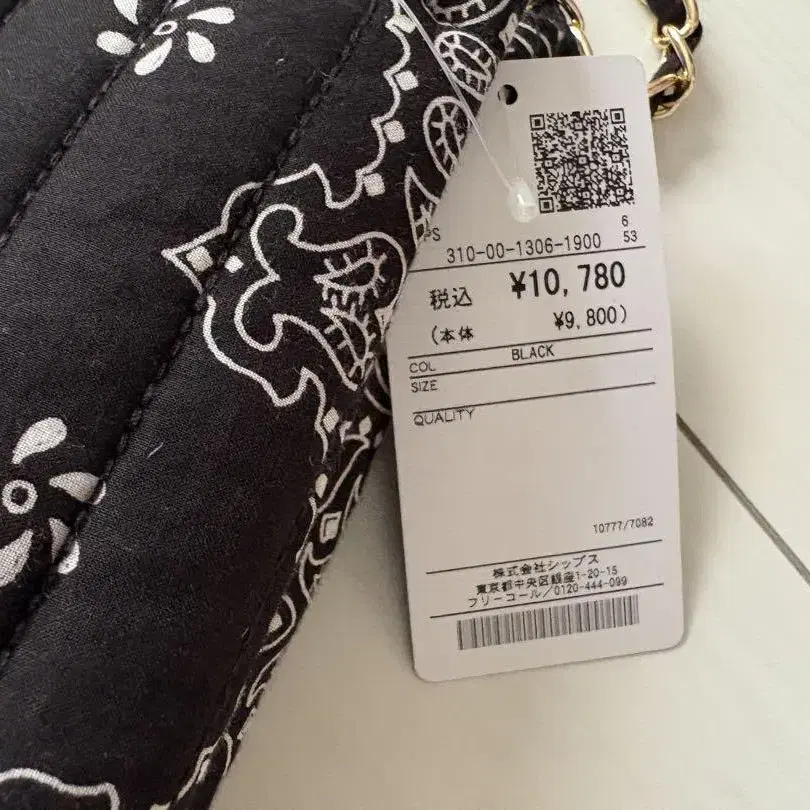 PS
6
310-00-1306-1900 53
税込 ¥10,780
(本体 ¥9,800)
COL BLACK
SIZE
QUALITY
10777/7082
株式会社シップス
東京都中央区銀座1-20-15
フリーコール/0120-444-099